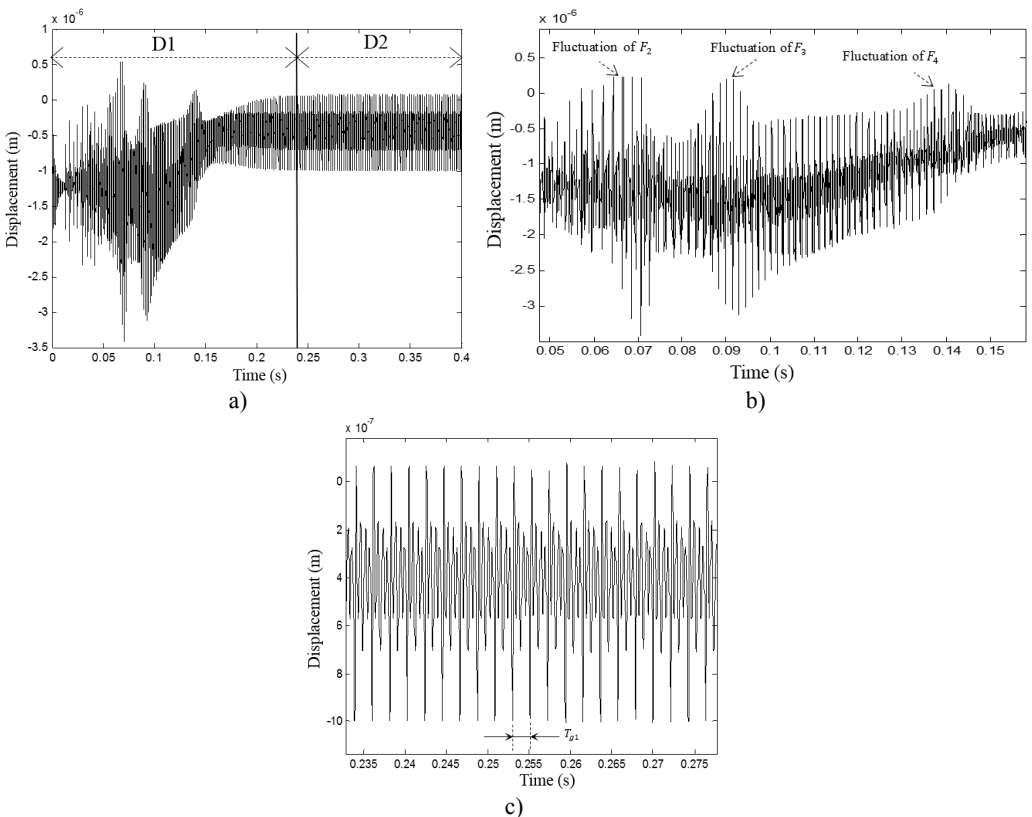 x 10⁻⁶
1
D1
D2
0.5
0
-0.5
-1
-1.5
-2
-2.5
-3
-3.5
Displacement (m)
0 0.05 0.1 0.15 0.2 0.25 0.3 0.35 0.4
Time (s)
a)
x 10⁻⁶
Fluctuation of F₂
Fluctuation of F₃
Fluctuation of F₄
0.5
0
-0.5
-1
-1.5
-2
-2.5
-3
Displacement (m)
0.05 0.06 0.07 0.08 0.09 0.1 0.11 0.12 0.13 0.14 0.15
Time (s)
b)
x 10⁻⁷
0
2
4
6
8
-10
Displacement (m)
T_g1
0.235 0.24 0.245 0.25 0.255 0.26 0.265 0.27 0.275
Time (s)
c)